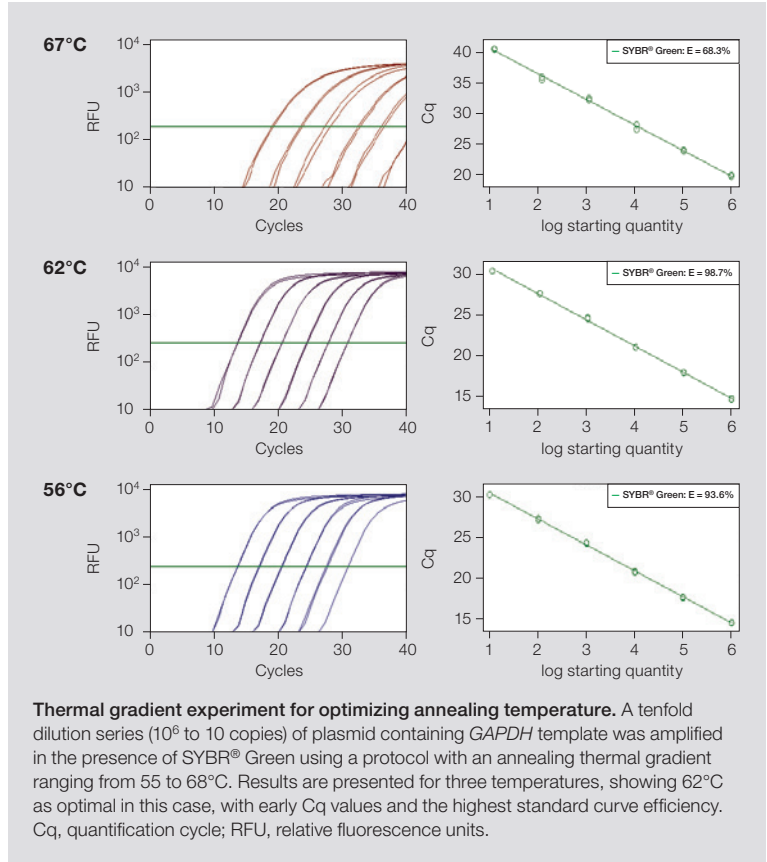 67°C
10⁴
10³
10²
10
RFU
0 10 20 30 40
Cycles
40
35
30
25
20
Cq
SYBR® Green: E = 68.3%
1 2 3 4 5 6
log starting quantity
62°C
10⁴
10³
10²
10
RFU
0 10 20 30 40
Cycles
30
25
20
15
Cq
SYBR® Green: E = 98.7%
1 2 3 4 5 6
log starting quantity
56°C
10⁴
10³
10²
10
RFU
0 10 20 30 40
Cycles
30
25
20
15
Cq
SYBR® Green: E = 93.6%
1 2 3 4 5 6
log starting quantity
Thermal gradient experiment for optimizing annealing temperature. A tenfold
dilution series (10⁶ to 10 copies) of plasmid containing GAPDH template was amplified
in the presence of SYBR® Green using a protocol with an annealing thermal gradient
ranging from 55 to 68°C. Results are presented for three temperatures, showing 62°C
as optimal in this case, with early Cq values and the highest standard curve efficiency.
Cq, quantification cycle; RFU, relative fluorescence units.